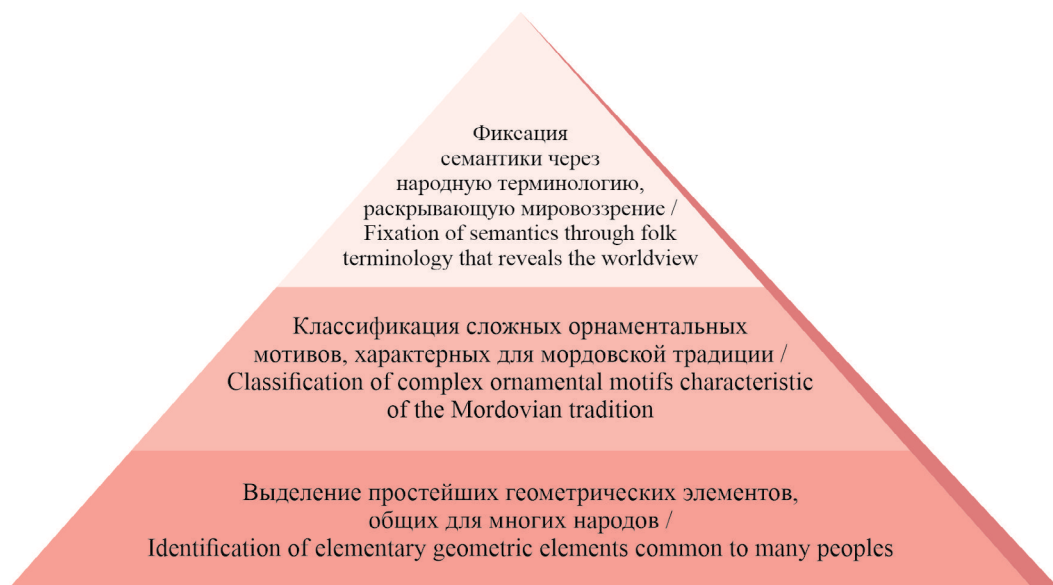 Фиксация
семантики через
народную терминологию,
раскрывающую мировоззрение /
Fixation of semantics through folk
terminology that reveals the worldview
Классификация сложных орнаментальных
мотивов, характерных для мордовской традиции /
Classification of complex ornamental motifs characteristic
of the Mordovian tradition
Выделение простейших геометрических элементов,
общих для многих народов /
Identification of elementary geometric elements common to many peoples